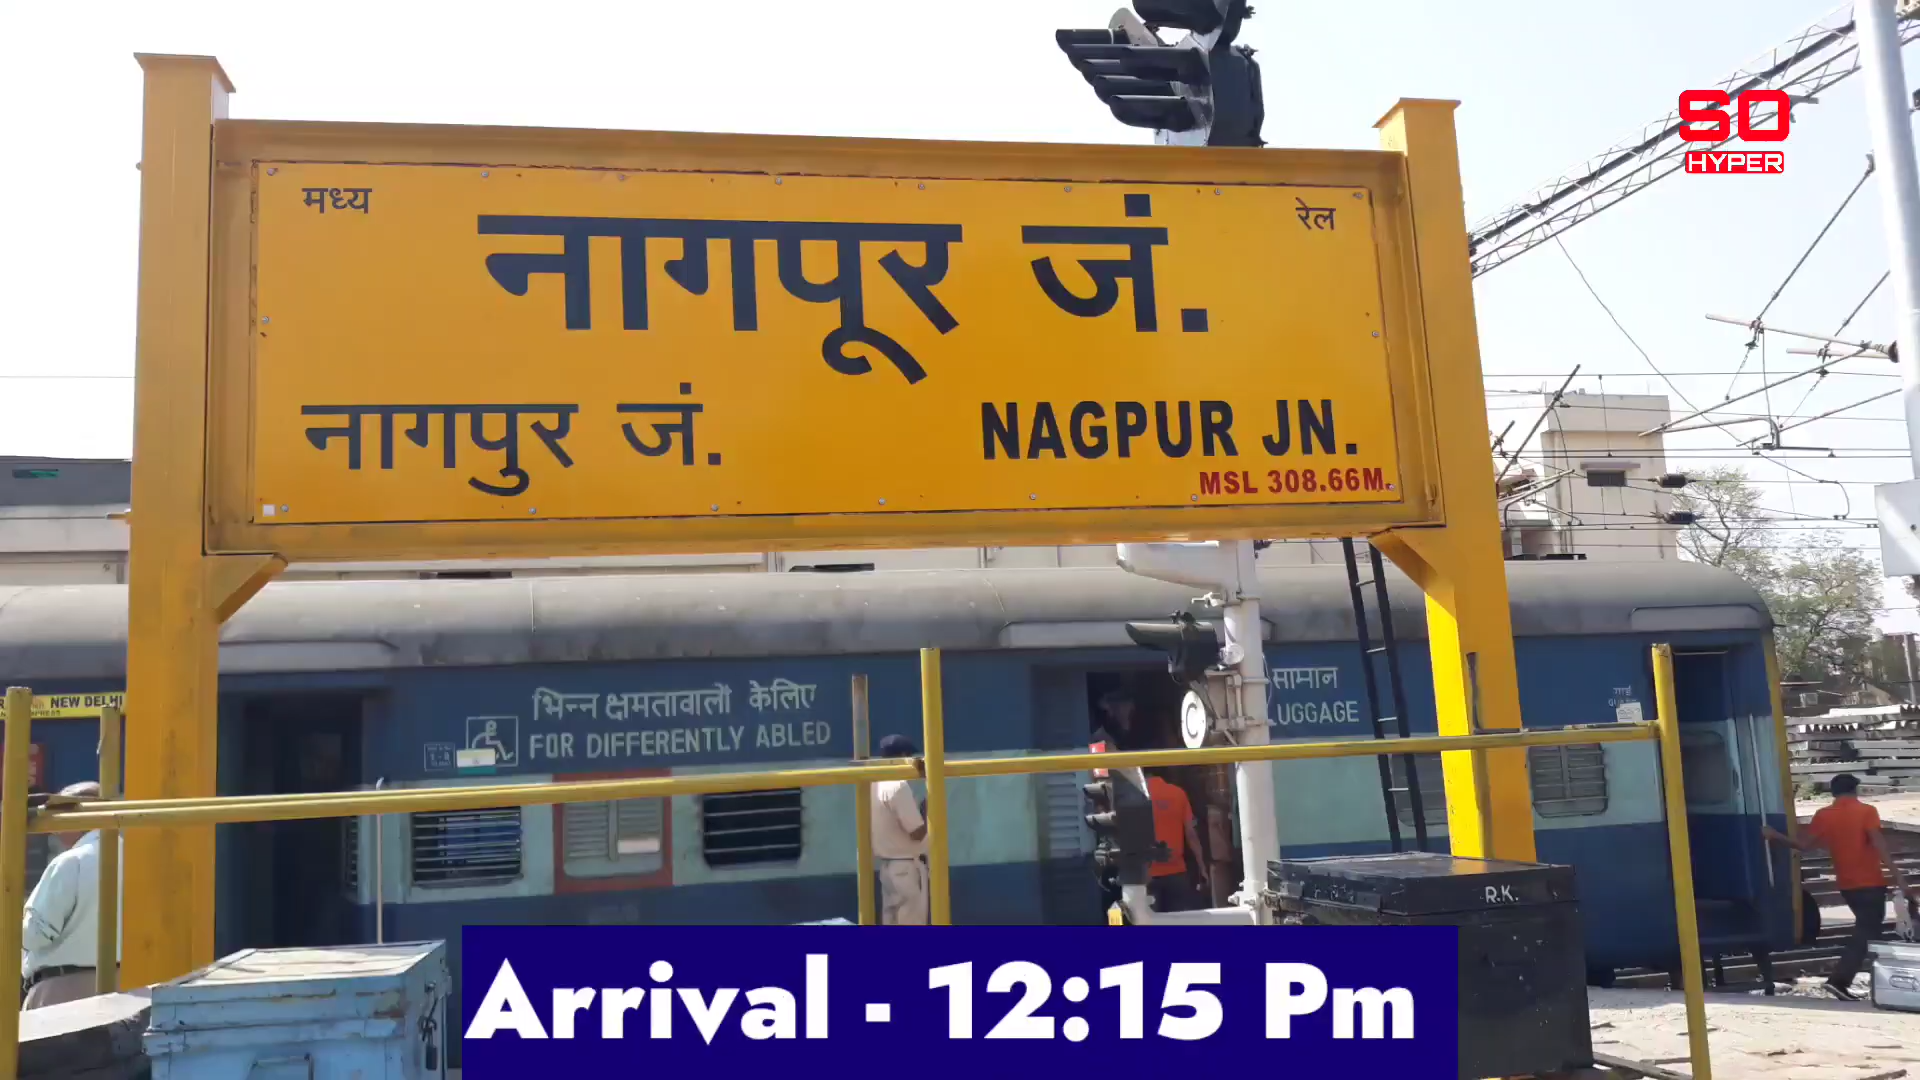 SO
HYPER
मध्य
रेल
नागपूर जं.
नागपुर जं.
NAGPUR JN.
MSL 308.66M.
NEW DELHI
भिन्न क्षमतावालों के लिए
FOR DIFFERENTLY ABLED
C
सामान
LUGGAGE
गार्ड
R.K.
Arrival - 12:15 Pm